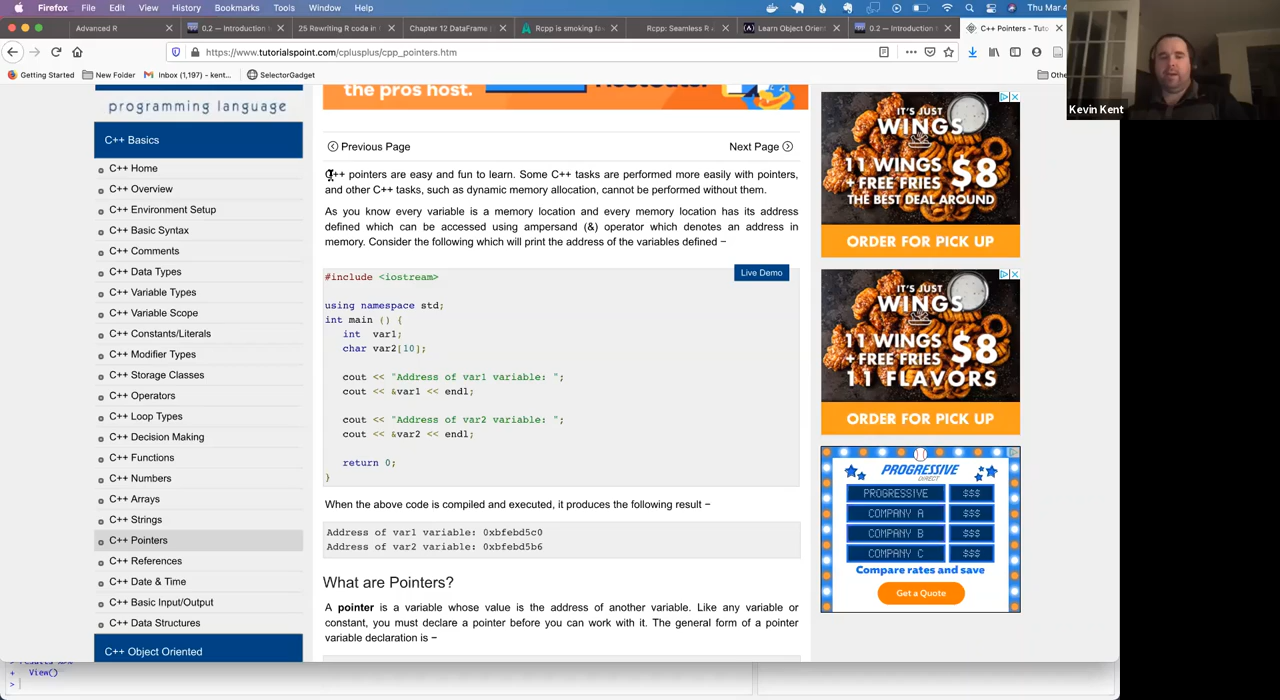 Firefox File Edit View History Bookmarks Tools Window Help
Thu Mar 4
Advanced R
0.2 — Introduction
25 Rewriting R code in
Chapter 12 DataFrame
Rcpp is smoking fa
Rcpp: Seamless R
Learn Object Orien
0.2 — Introduction
C++ Pointers - Tuto
https://www.tutorialspoint.com/cplusplus/cpp_pointers.htm
Getting Started
New Folder
Inbox (1,197) - kent...
SelectorGadget
Othe
Kevin Kent
programming language
C++ Basics
C++ Home
C++ Overview
C++ Environment Setup
C++ Basic Syntax
C++ Comments
C++ Data Types
C++ Variable Types
C++ Variable Scope
C++ Constants/Literals
C++ Modifier Types
C++ Storage Classes
C++ Operators
C++ Loop Types
C++ Decision Making
C++ Functions
C++ Numbers
C++ Arrays
C++ Strings
C++ Pointers
C++ References
C++ Date & Time
C++ Basic Input/Output
C++ Data Structures
C++ Object Oriented
the pros host.
Previous Page
Next Page
C++ pointers are easy and fun to learn. Some C++ tasks are performed more easily with pointers,
and other C++ tasks, such as dynamic memory allocation, cannot be performed without them.
As you know every variable is a memory location and every memory location has its address
defined which can be accessed using ampersand (&) operator which denotes an address in
memory. Consider the following which will print the address of the variables defined −
Live Demo
#include <iostream>
using namespace std;
int main () {
int var1;
char var2[10];
cout << "Address of var1 variable: ";
cout << &var1 << endl;
cout << "Address of var2 variable: ";
cout << &var2 << endl;
return 0;
}
When the above code is compiled and executed, it produces the following result −
Address of var1 variable: 0xbfebd5c0
Address of var2 variable: 0xbfebd5b6
What are Pointers?
A pointer is a variable whose value is the address of another variable. Like any variable or
constant, you must declare a pointer before you can work with it. The general form of a pointer
variable declaration is −
IT'S JUST
WINGS
11 WINGS
+FREE FRIES
$8
THE BEST DEAL AROUND
ORDER FOR PICK UP
IT'S JUST
WINGS
11 WINGS
+FREE FRIES
$8
11 FLAVORS
ORDER FOR PICK UP
PROGRESSIVE
DIRECT
PROGRESSIVE $$$
COMPANY A $$$
COMPANY B $$$
COMPANY C $$$
Compare rates and save
Get a Quote
+ View()
>